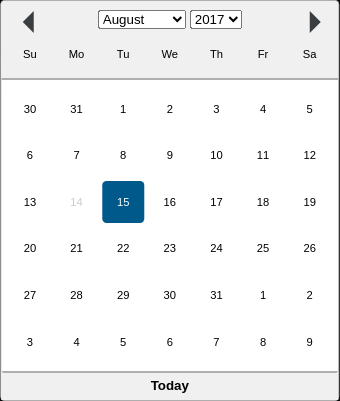 August 2017
Su Mo Tu We Th Fr Sa
30 31 1 2 3 4 5
6 7 8 9 10 11 12
13 14 15 16 17 18 19
20 21 22 23 24 25 26
27 28 29 30 31 1 2
3 4 5 6 7 8 9
Today